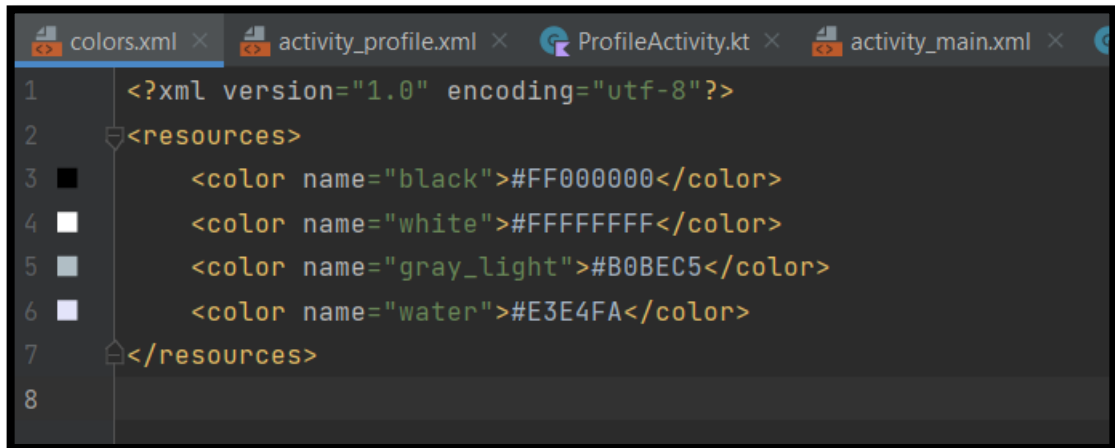 colors.xml activity_profile.xml ProfileActivity.kt activity_main.xml
1 <?xml version="1.0" encoding="utf-8"?>
2 <resources>
3 <color name="black">#FF000000</color>
4 <color name="white">#FFFFFFFF</color>
5 <color name="gray_light">#B0BEC5</color>
6 <color name="water">#E3E4FA</color>
7 </resources>
8